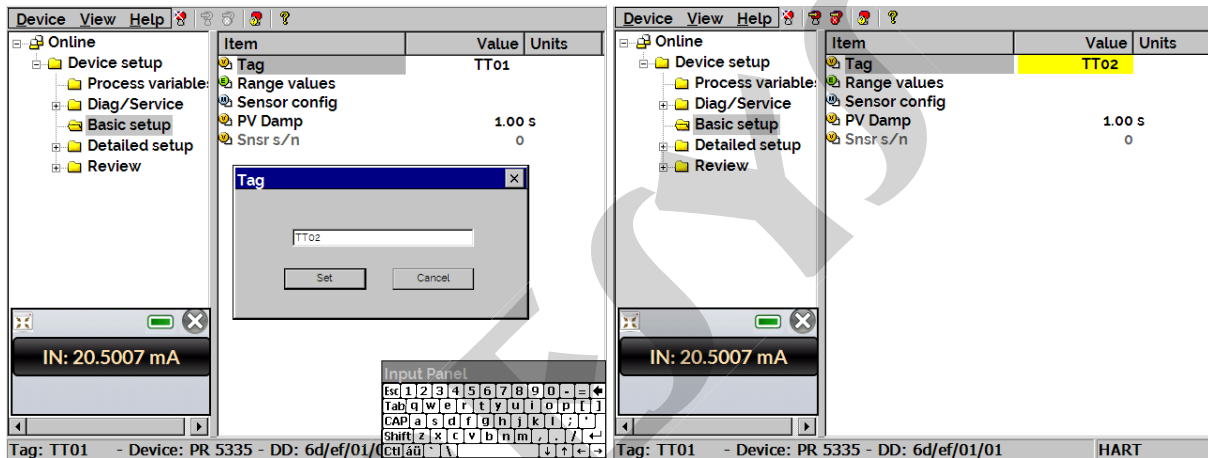 Device View Help
Online
Device setup
Process variable
Diag/Service
Basic setup
Detailed setup
Review
Item Value Units
Tag TT01
Range values
Sensor config
PV Damp 1.00 s
Snsr s/n 0
Tag
TT02
Set Cancel
IN: 20.5007 mA
Input Panel
Esc 1 2 3 4 5 6 7 8 9 0 - =
Tab q w e r t y u i o p [ ]
CAP a s d f g h j k l ; '
Shift z x c v b n m , . /
Ctl áü ` \
Tag: TT01 - Device: PR 5335 - DD: 6d/ef/01/
Device View Help
Online
Device setup
Process variable
Diag/Service
Basic setup
Detailed setup
Review
Item Value Units
Tag TT02
Range values
Sensor config
PV Damp 1.00 s
Snsr s/n 0
IN: 20.5007 mA
Tag: TT01 - Device: PR 5335 - DD: 6d/ef/01/01 HART